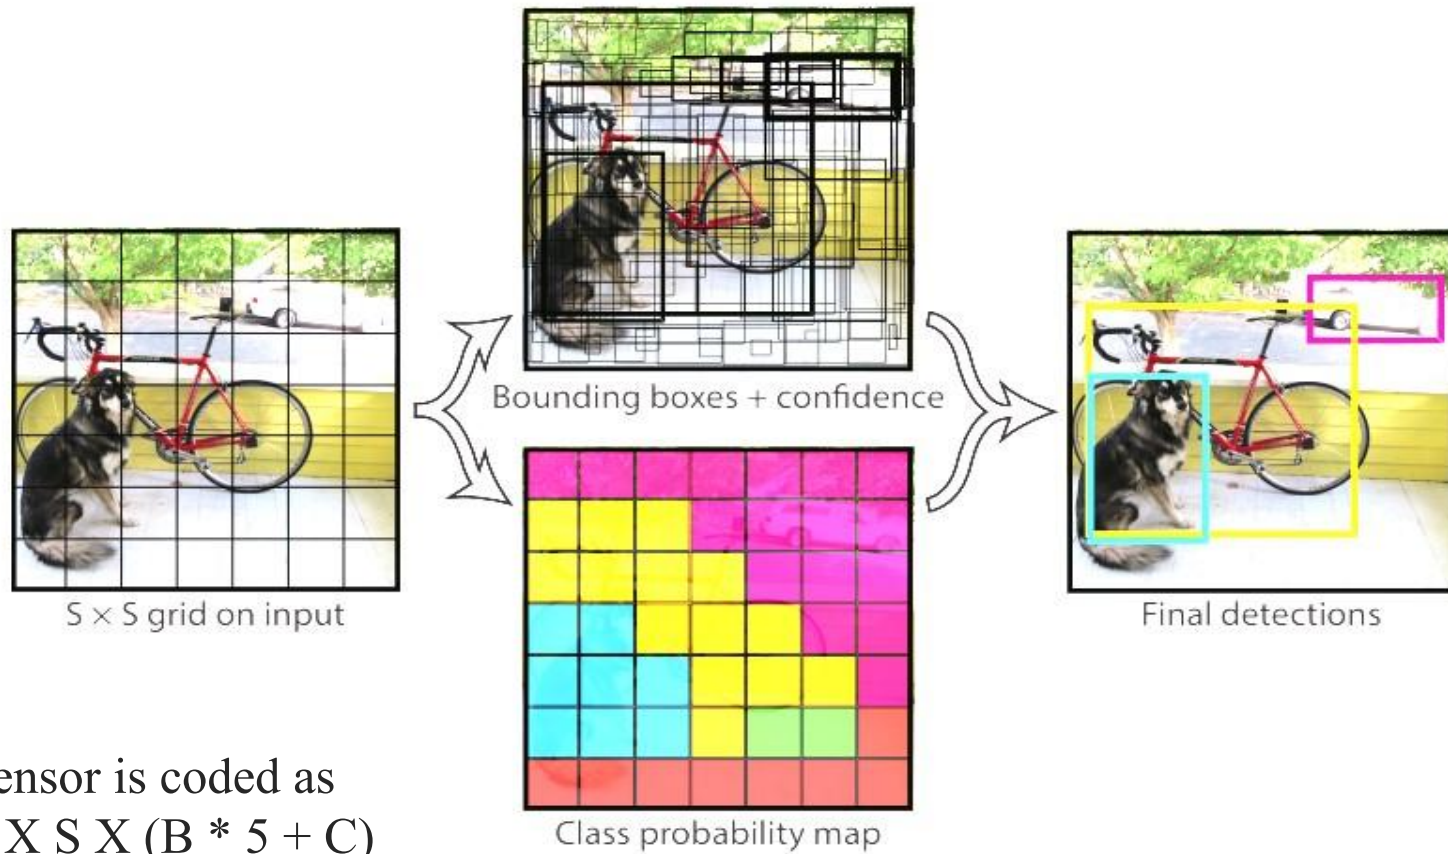 Bounding boxes + confidence
S × S grid on input
Final detections
Class probability map
ensor is coded as
X S X (B * 5 + C)